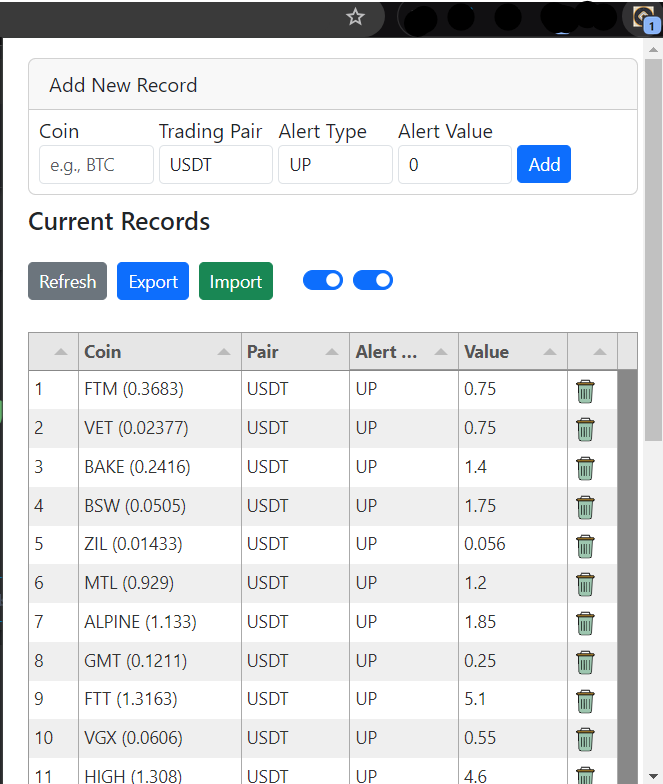 1
Add New Record
Coin Trading Pair Alert Type Alert Value
e.g., BTC USDT UP 0 Add
Current Records
Refresh Export Import
Coin Pair Alert ... Value
1 FTM (0.3683) USDT UP 0.75
2 VET (0.02377) USDT UP 0.75
3 BAKE (0.2416) USDT UP 1.4
4 BSW (0.0505) USDT UP 1.75
5 ZIL (0.01433) USDT UP 0.056
6 MTL (0.929) USDT UP 1.2
7 ALPINE (1.133) USDT UP 1.85
8 GMT (0.1211) USDT UP 0.25
9 FTT (1.3163) USDT UP 5.1
10 VGX (0.0606) USDT UP 0.55
11 HIGH (1.308) USDT UP 4.6